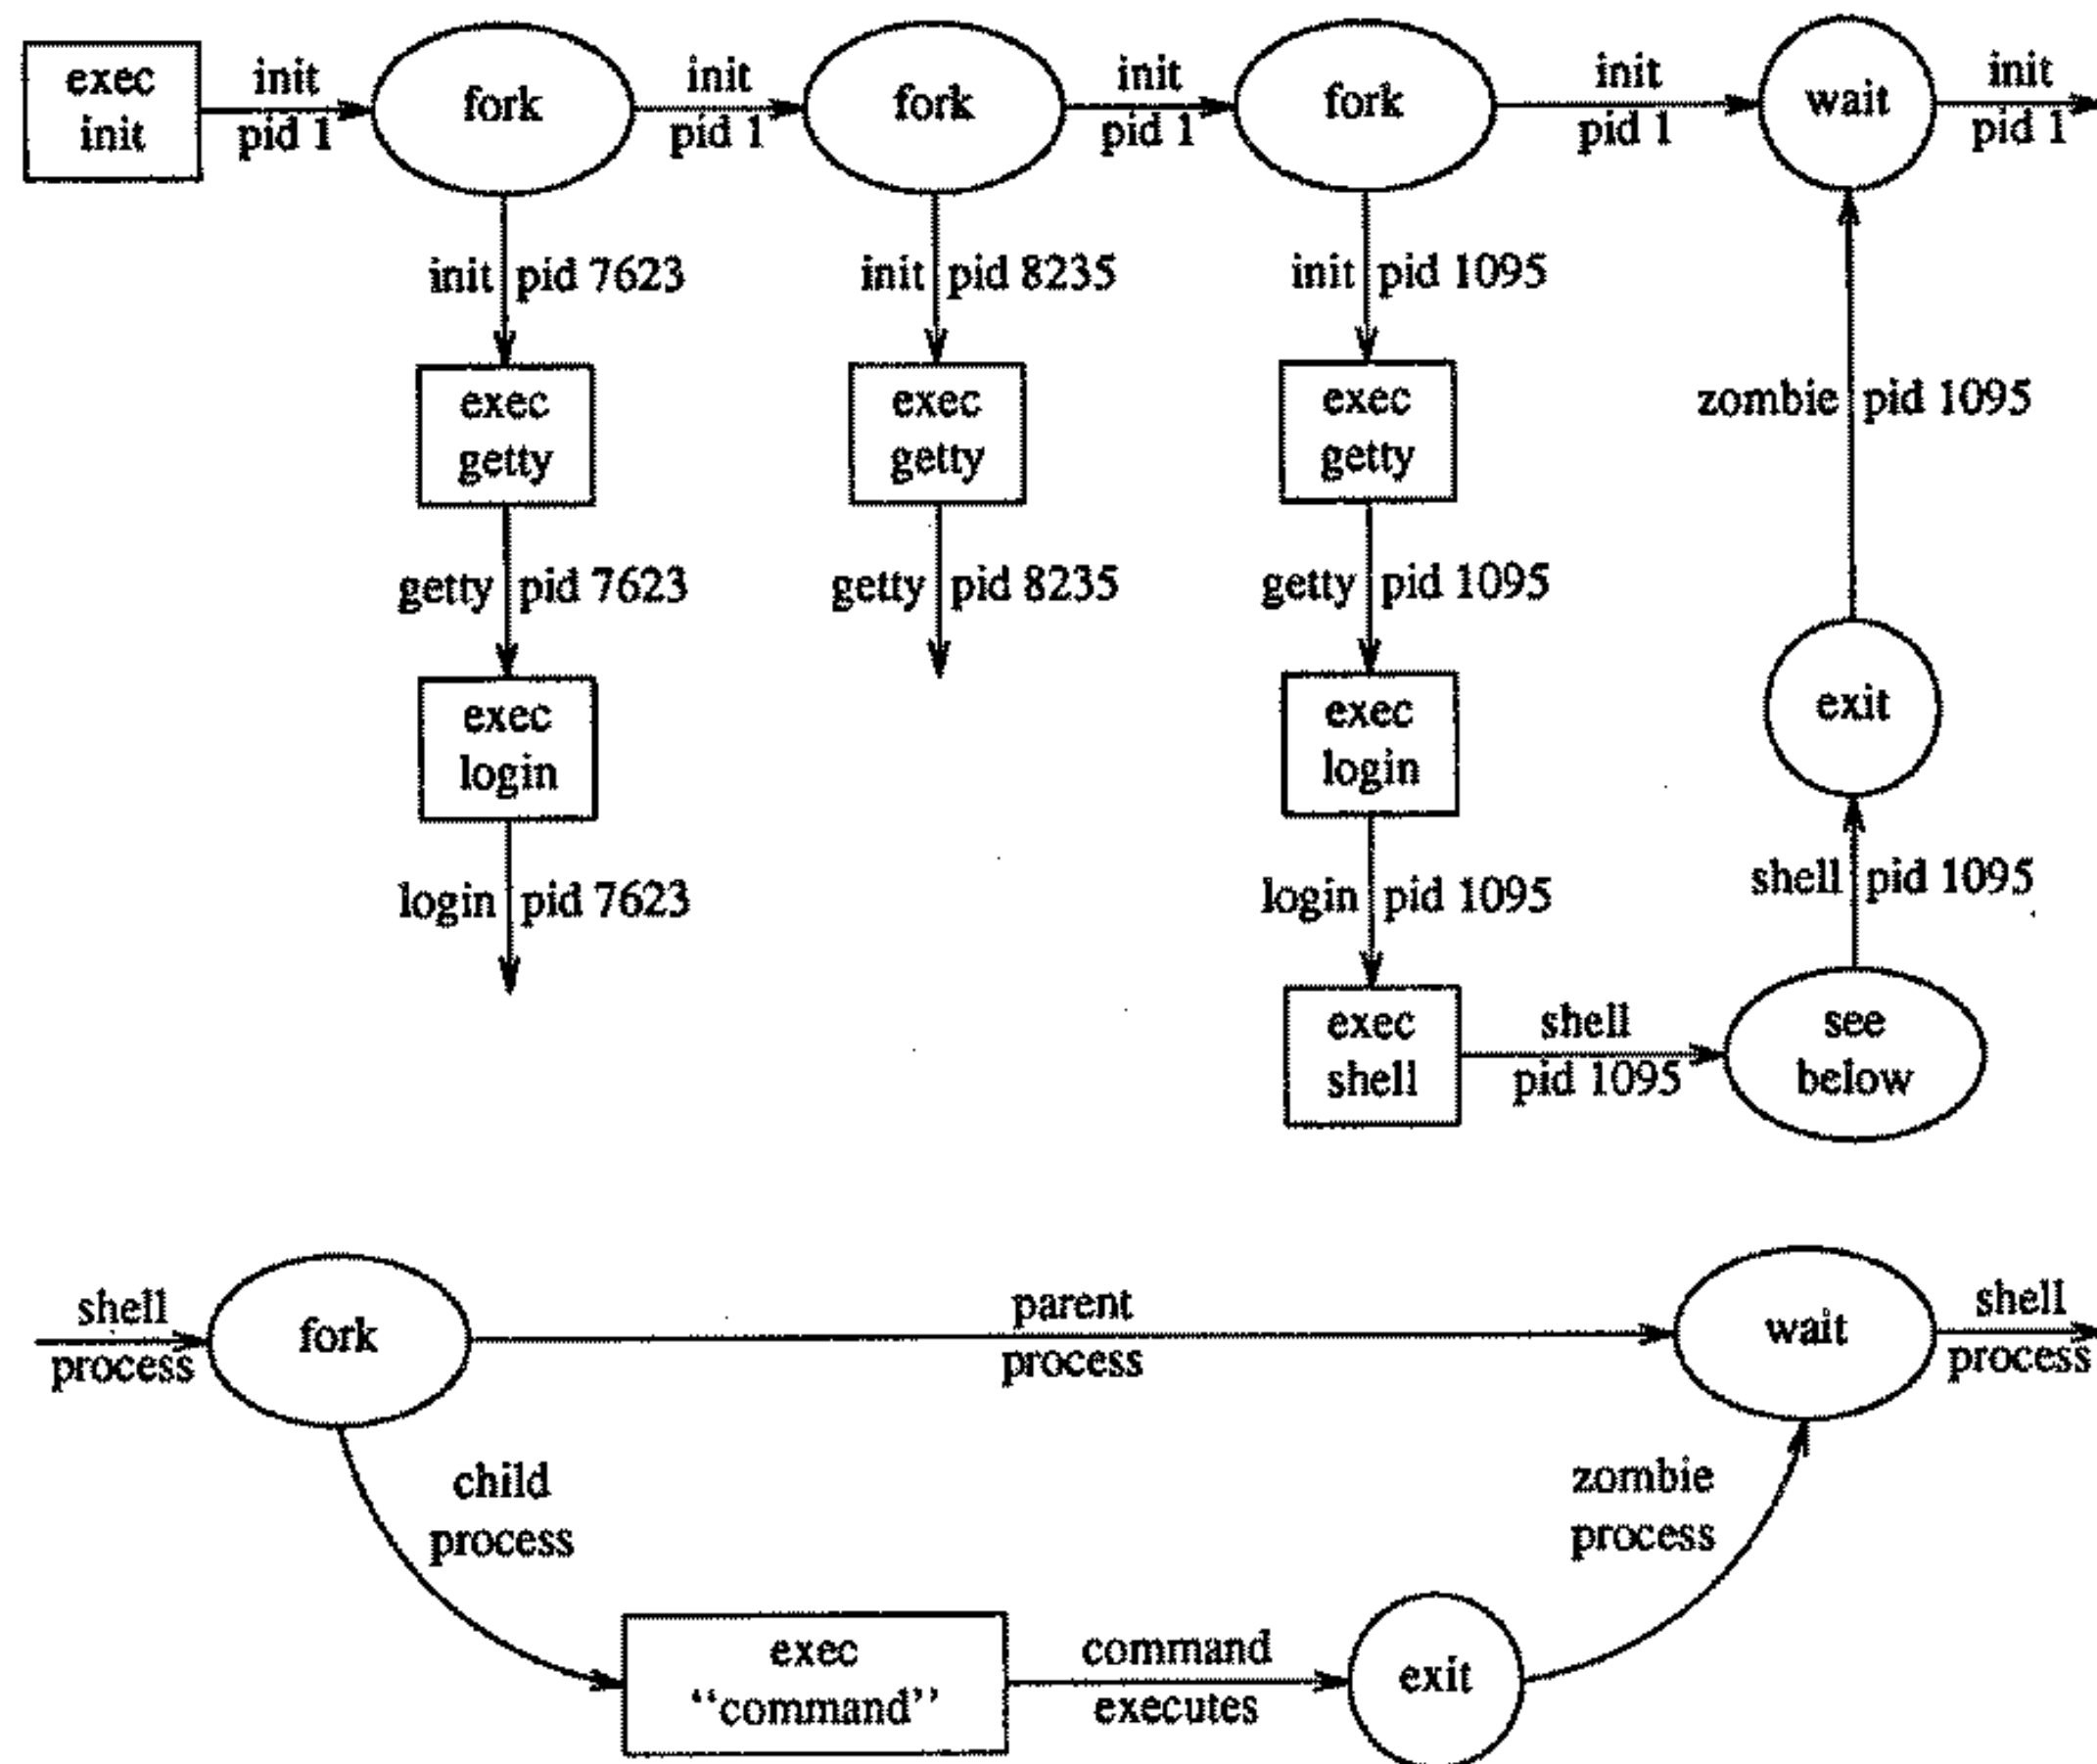 exec
init
init
pid 1
fork
init
pid 1
fork
init
pid 1
fork
init
pid 1
wait
init
pid 1
init pid 7623
init pid 8235
init pid 1095
zombie pid 1095
exec
getty
exec
getty
exec
getty
getty pid 7623
getty pid 8235
getty pid 1095
exec
login
exec
login
exit
login pid 7623
login pid 1095
shell pid 1095
exec
shell
shell
pid 1095
see
below
shell
process
fork
parent
process
wait
shell
process
child
process
zombie
process
exec
“command”
command
executes
exit